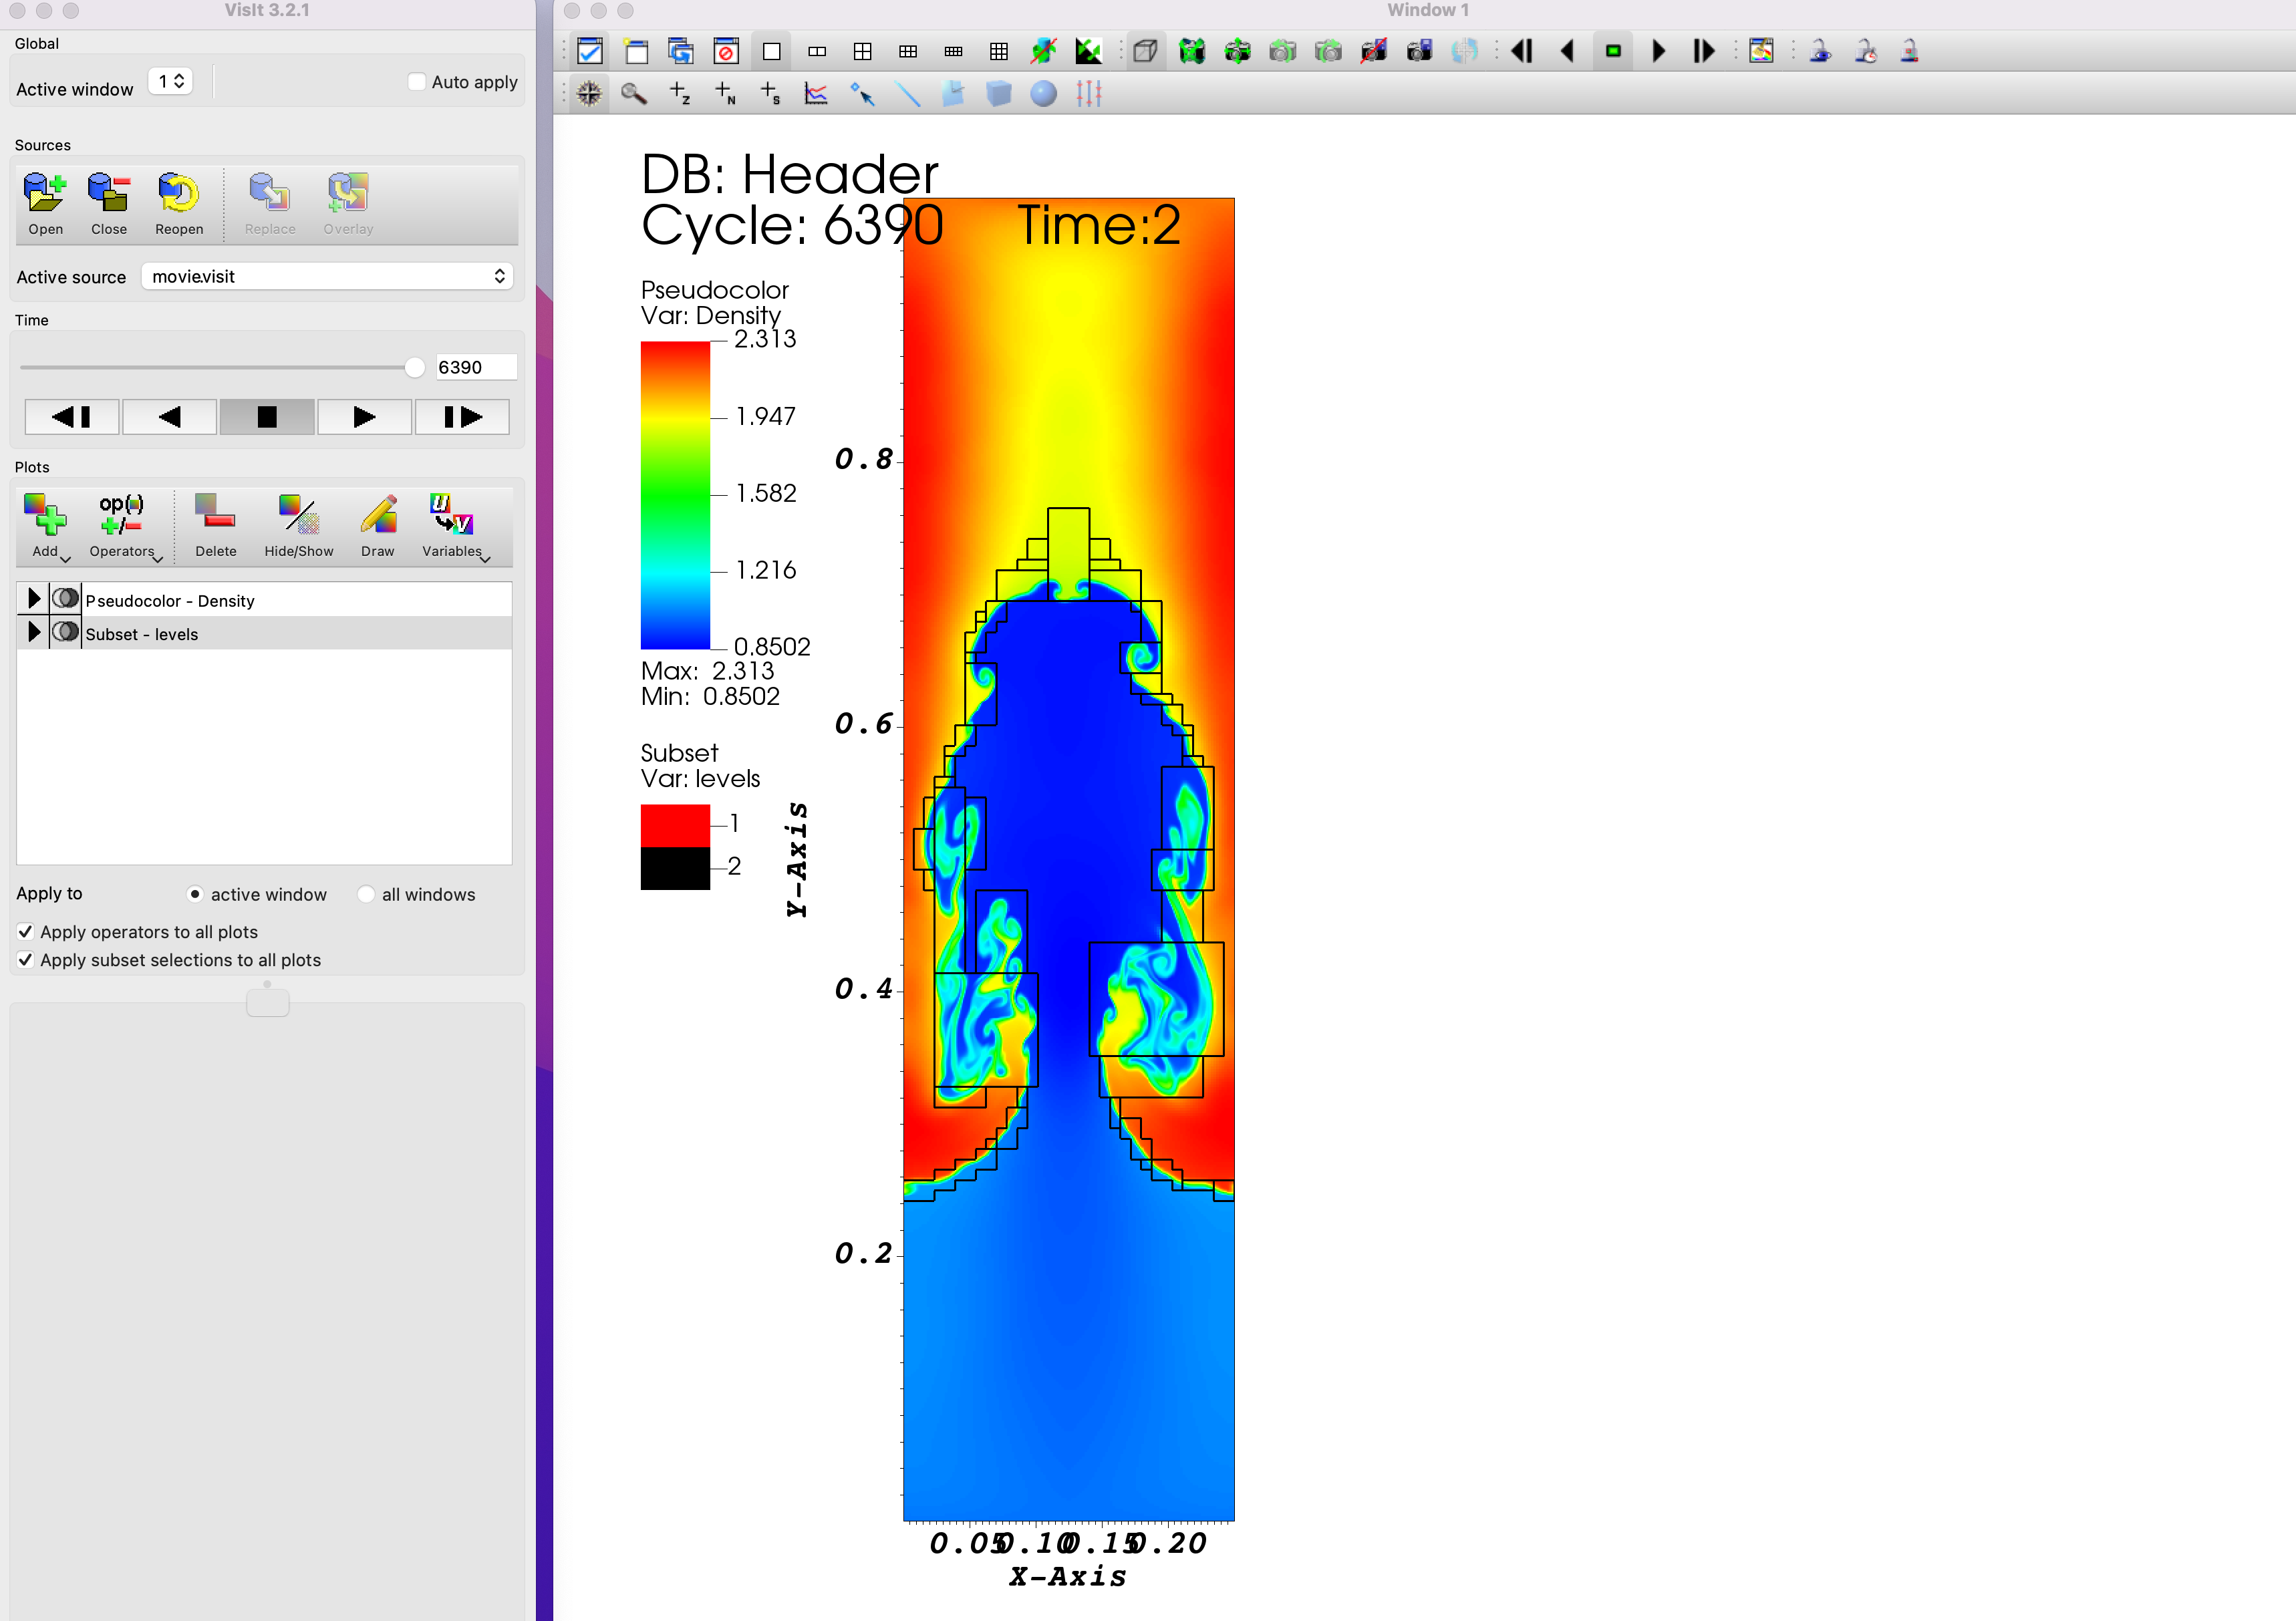 VisIt 3.2.1
Global
Active window 1 Auto apply
Sources
Open Close Reopen Replace Overlay
Active source movie.visit
Time
6390
Plots
op(
+/-
u
v
Add Operators Delete Hide/Show Draw Variables
Pseudocolor - Density
Subset - levels
Apply to active window all windows
Apply operators to all plots
Apply subset selections to all plots
Window 1
Z N S
DB: Header
Cycle: 6390 Time:2
Pseudocolor
Var: Density
2.313
1.947
1.582
1.216
0.8502
Max: 2.313
Min: 0.8502
Subset
Var: levels
1
2
Y-Axis
0.8
0.6
0.4
0.2
0.05 0.10 0.15 0.20
X-Axis